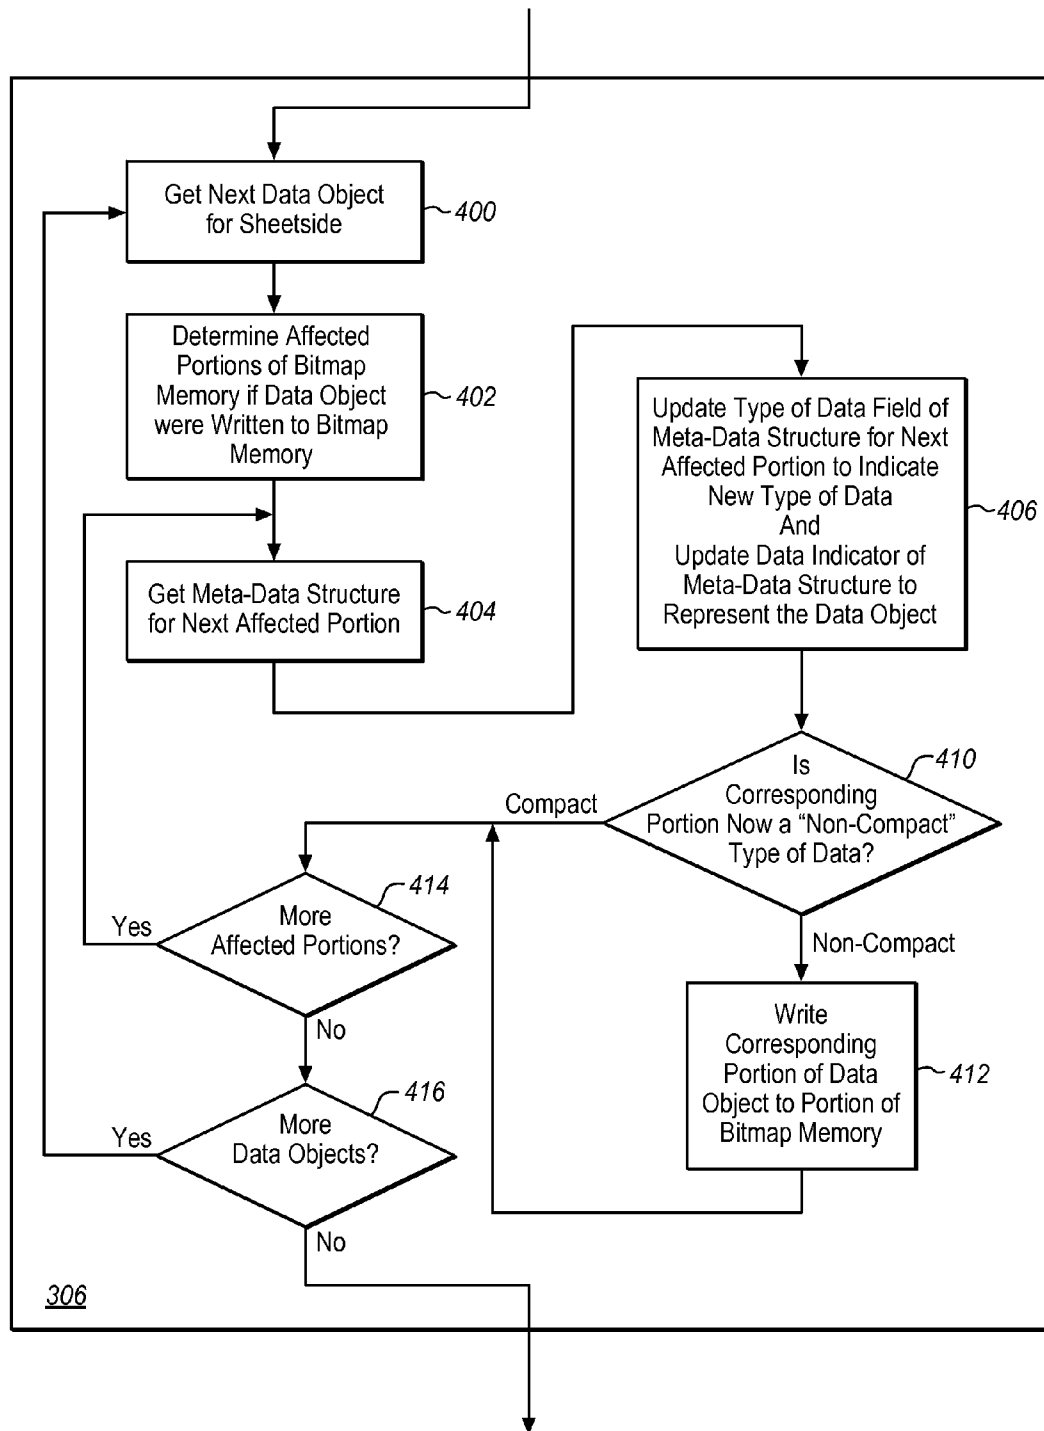 Get Next Data Object
for Sheetside
400
Determine Affected
Portions of Bitmap
Memory if Data Object
were Written to Bitmap
Memory
402
Get Meta-Data Structure
for Next Affected Portion
404
Update Type of Data Field of
Meta-Data Structure for Next
Affected Portion to Indicate
New Type of Data
And
Update Data Indicator of
Meta-Data Structure to
Represent the Data Object
406
Is
Corresponding
Portion Now a “Non-Compact”
Type of Data?
410
Compact
Non-Compact
Write
Corresponding
Portion of Data
Object to Portion of
Bitmap Memory
412
More
Affected Portions?
414
Yes
No
More
Data Objects?
416
Yes
No
306